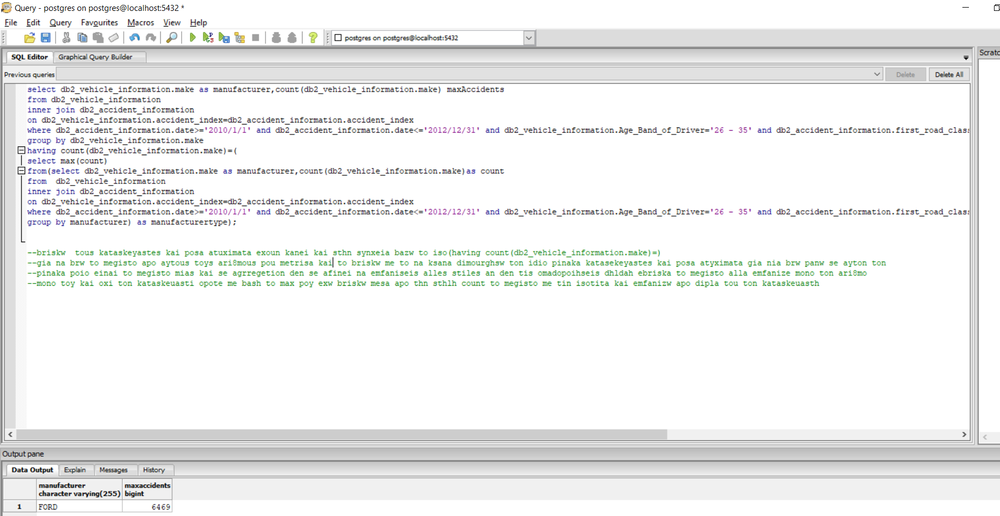 Query - postgres on postgres@localhost:5432 *
File Edit Query Favourites Macros View Help
postgres on postgres@localhost:5432
SQL Editor Graphical Query Builder
Scratc
Previous queries Delete Delete All
select db2_vehicle_information.make as manufacturer,count(db2_vehicle_information.make) maxAccidents
from db2_vehicle_information
inner join db2_accident_information
on db2_vehicle_information.accident_index=db2_accident_information.accident_index
where db2_accident_information.date>='2010/1/1' and db2_accident_information.date<='2012/12/31' and db2_vehicle_information.Age_Band_of_Driver='26 - 35' and db2_accident_information.first_road_class
group by db2_vehicle_information.make
having count(db2_vehicle_information.make)=(
select max(count)
from(select db2_vehicle_information.make as manufacturer,count(db2_vehicle_information.make)as count
from  db2_vehicle_information
inner join db2_accident_information
on db2_vehicle_information.accident_index=db2_accident_information.accident_index
where db2_accident_information.date>='2010/1/1' and db2_accident_information.date<='2012/12/31' and db2_vehicle_information.Age_Band_of_Driver='26 - 35' and db2_accident_information.first_road_class
group by manufacturer) as manufacturertype);
--briskw  tous kataskeyastes kai posa atuximata exoun kanei kai sthn synxeia bazw to iso(having count(db2_vehicle_information.make)=)
--gia na brw to megisto apo aytous toys ari8mous pou metrisa kai to briskw me to na ksana dimourghsw ton idio pinaka katasekeyastes kai posa atyximata gia nia brw panw se ayton ton
--pinaka poio einai to megisto mias kai se agrregetion den se afinei na emfaniseis alles stiles an den tis omadopoihseis dhldah ebriska to megisto alla emfanize mono ton ari8mo
--mono toy kai oxi ton kataskeuasti opote me bash to max poy exw briskw mesa apo thn sthlh count to megisto me tin isotita kai emfanizw apo dipla tou ton kataskeuasth
Output pane
Data Output Explain Messages History
manufacturer maxaccidents
character varying(255) bigint
1 FORD 6469